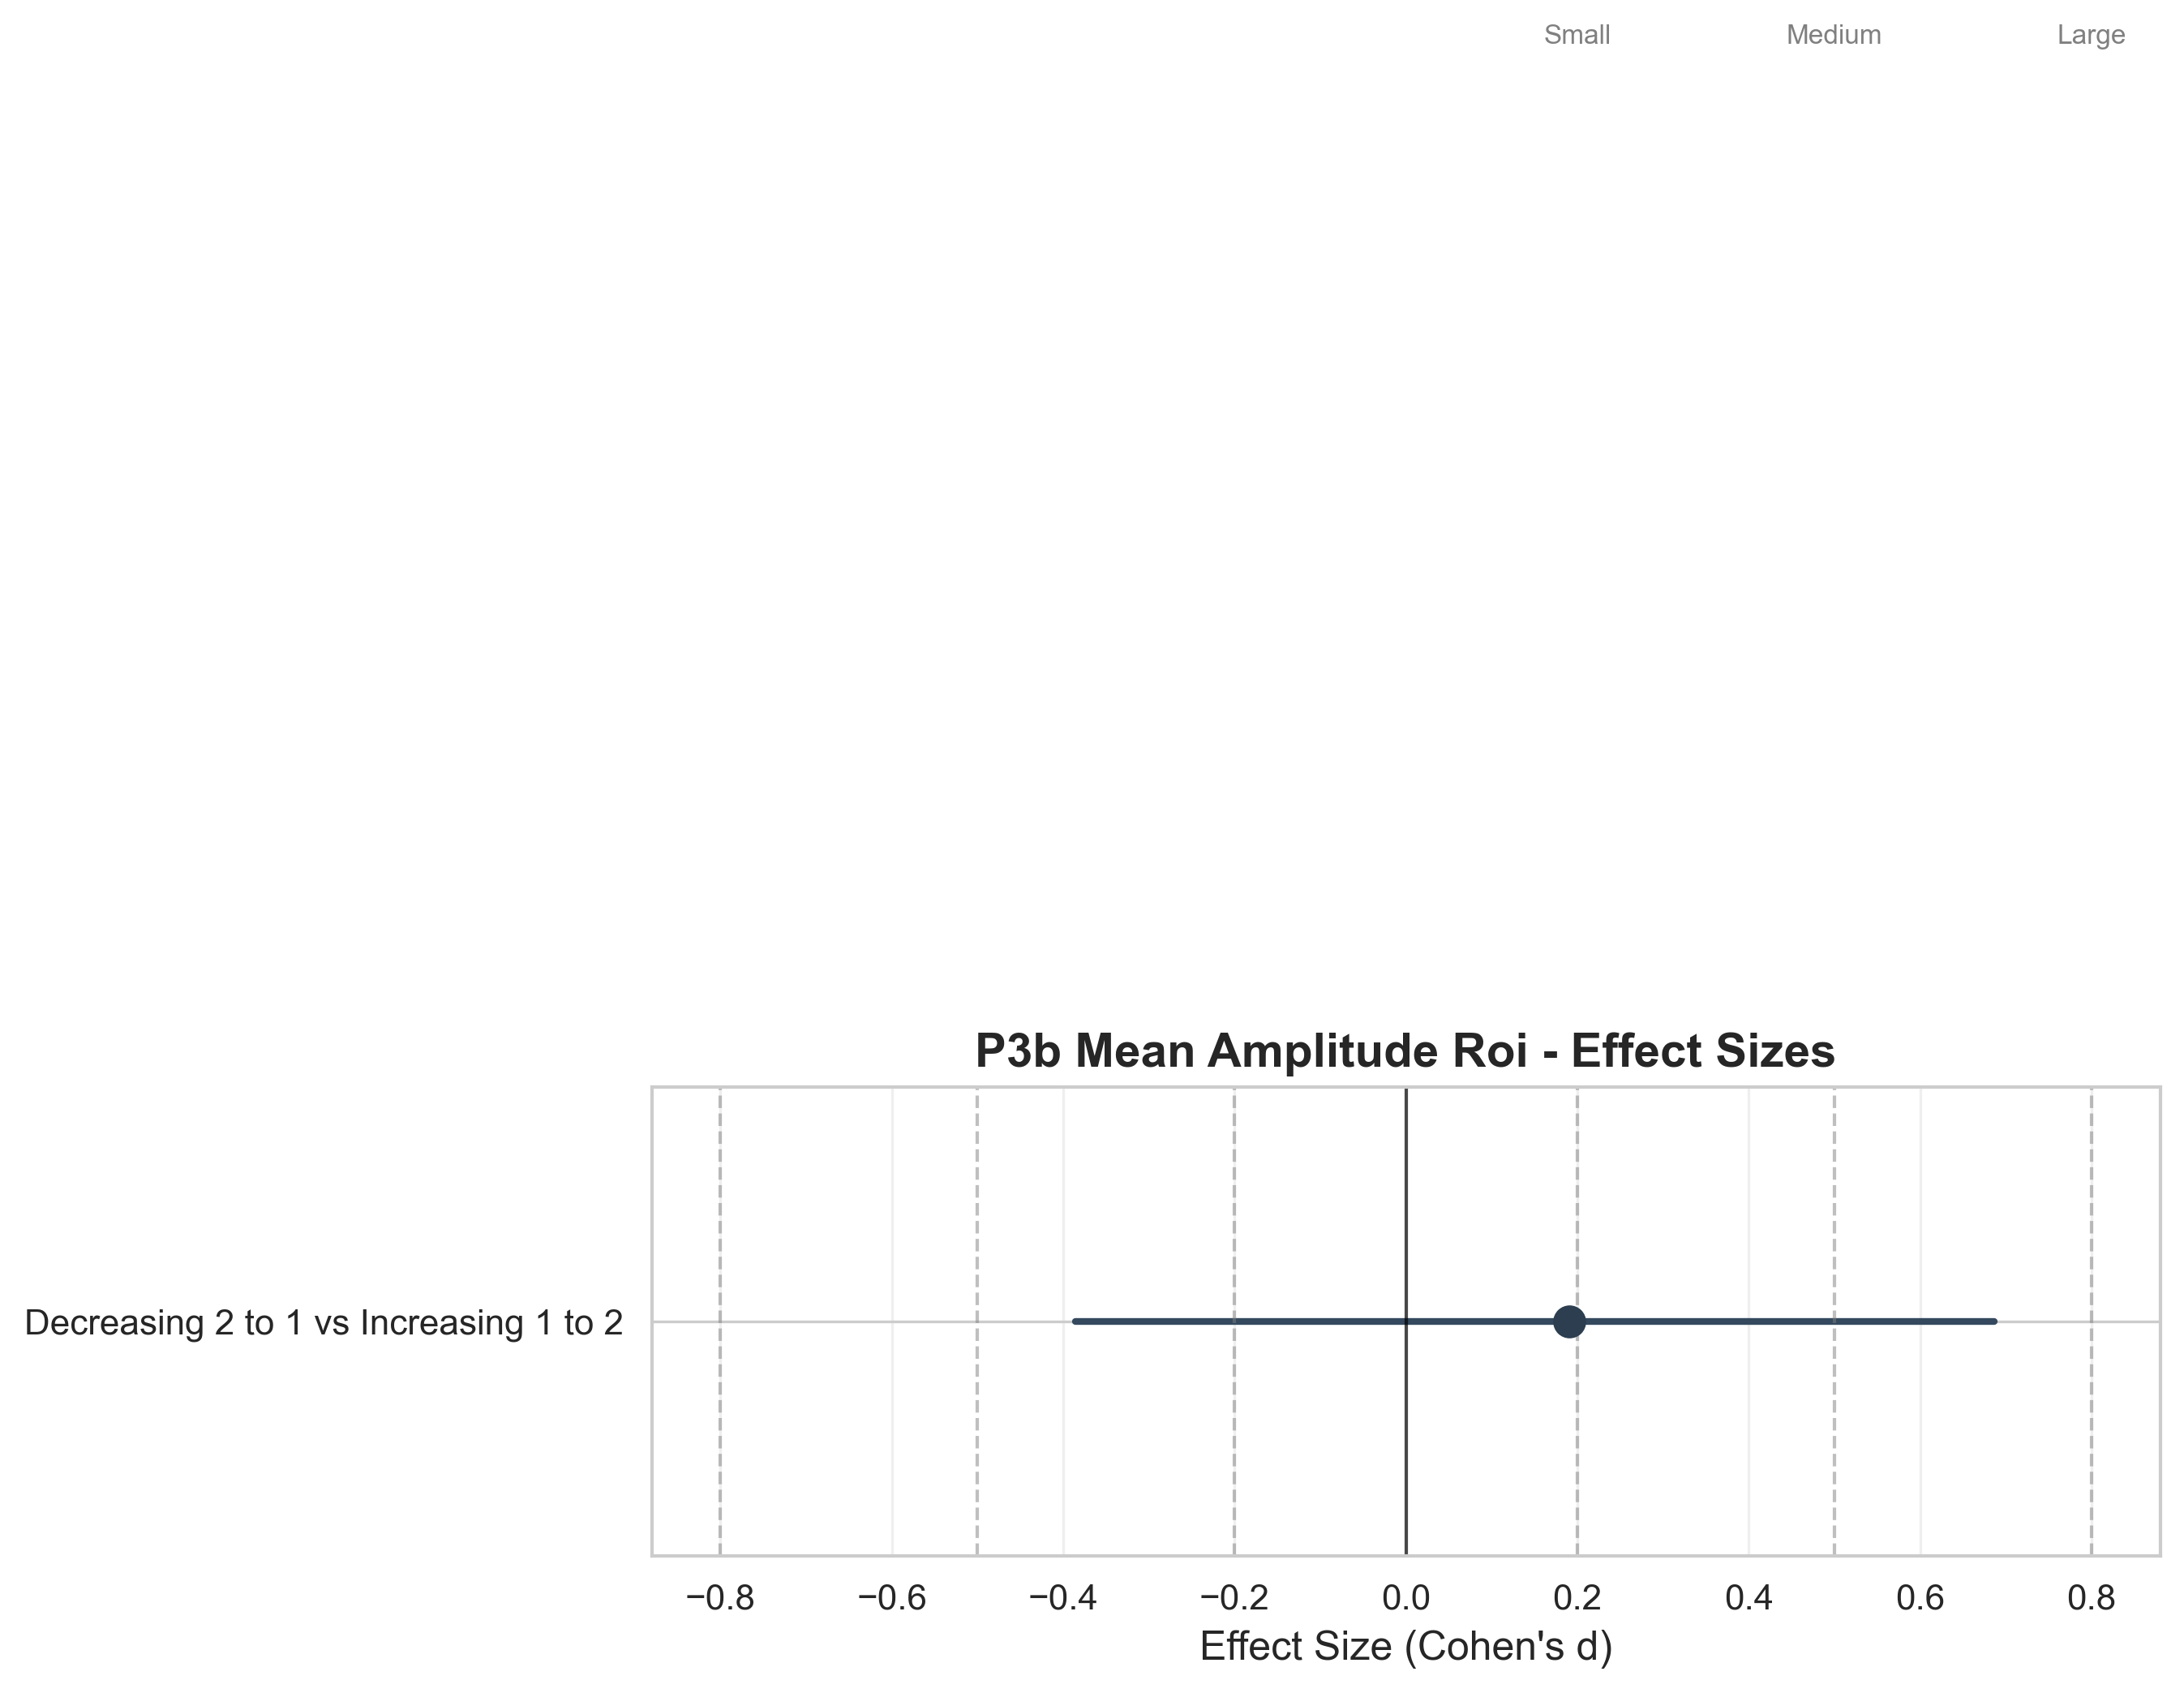 Small Medium Large
P3b Mean Amplitude Roi - Effect Sizes
Decreasing 2 to 1 vs Increasing 1 to 2
−0.8 −0.6 −0.4 −0.2 0.0 0.2 0.4 0.6 0.8
Effect Size (Cohen's d)